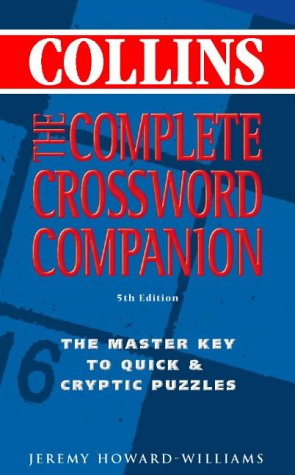 COLLINS
THE COMPLETE
CROSSWORD
COMPANION
5th Edition
16
THE MASTER KEY
TO QUICK &
CRYPTIC PUZZLES
JEREMY HOWARD-WILLIAMS